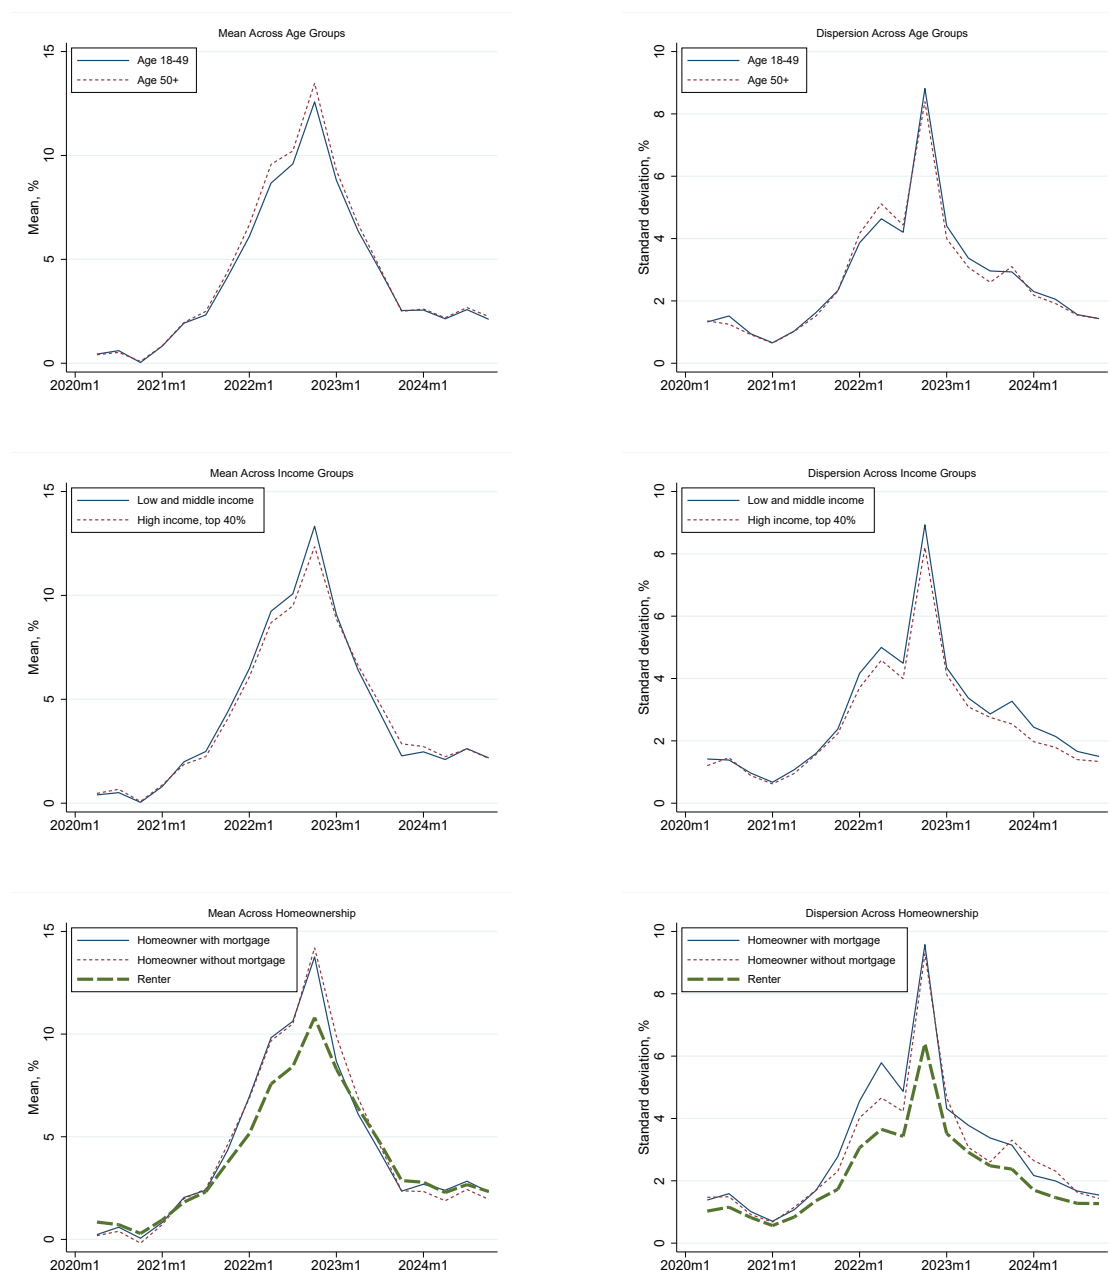 Mean Across Age Groups
Age 18-49
Age 50+
Mean, %
15
10
5
0
2020m1 2021m1 2022m1 2023m1 2024m1
Dispersion Across Age Groups
Age 18-49
Age 50+
Standard deviation, %
10
8
6
4
2
0
2020m1 2021m1 2022m1 2023m1 2024m1
Mean Across Income Groups
Low and middle income
High income, top 40%
Mean, %
15
10
5
0
2020m1 2021m1 2022m1 2023m1 2024m1
Dispersion Across Income Groups
Low and middle income
High income, top 40%
Standard deviation, %
10
8
6
4
2
0
2020m1 2021m1 2022m1 2023m1 2024m1
Mean Across Homeownership
Homeowner with mortgage
Homeowner without mortgage
Renter
Mean, %
15
10
5
0
2020m1 2021m1 2022m1 2023m1 2024m1
Dispersion Across Homeownership
Homeowner with mortgage
Homeowner without mortgage
Renter
Standard deviation, %
10
8
6
4
2
0
2020m1 2021m1 2022m1 2023m1 2024m1